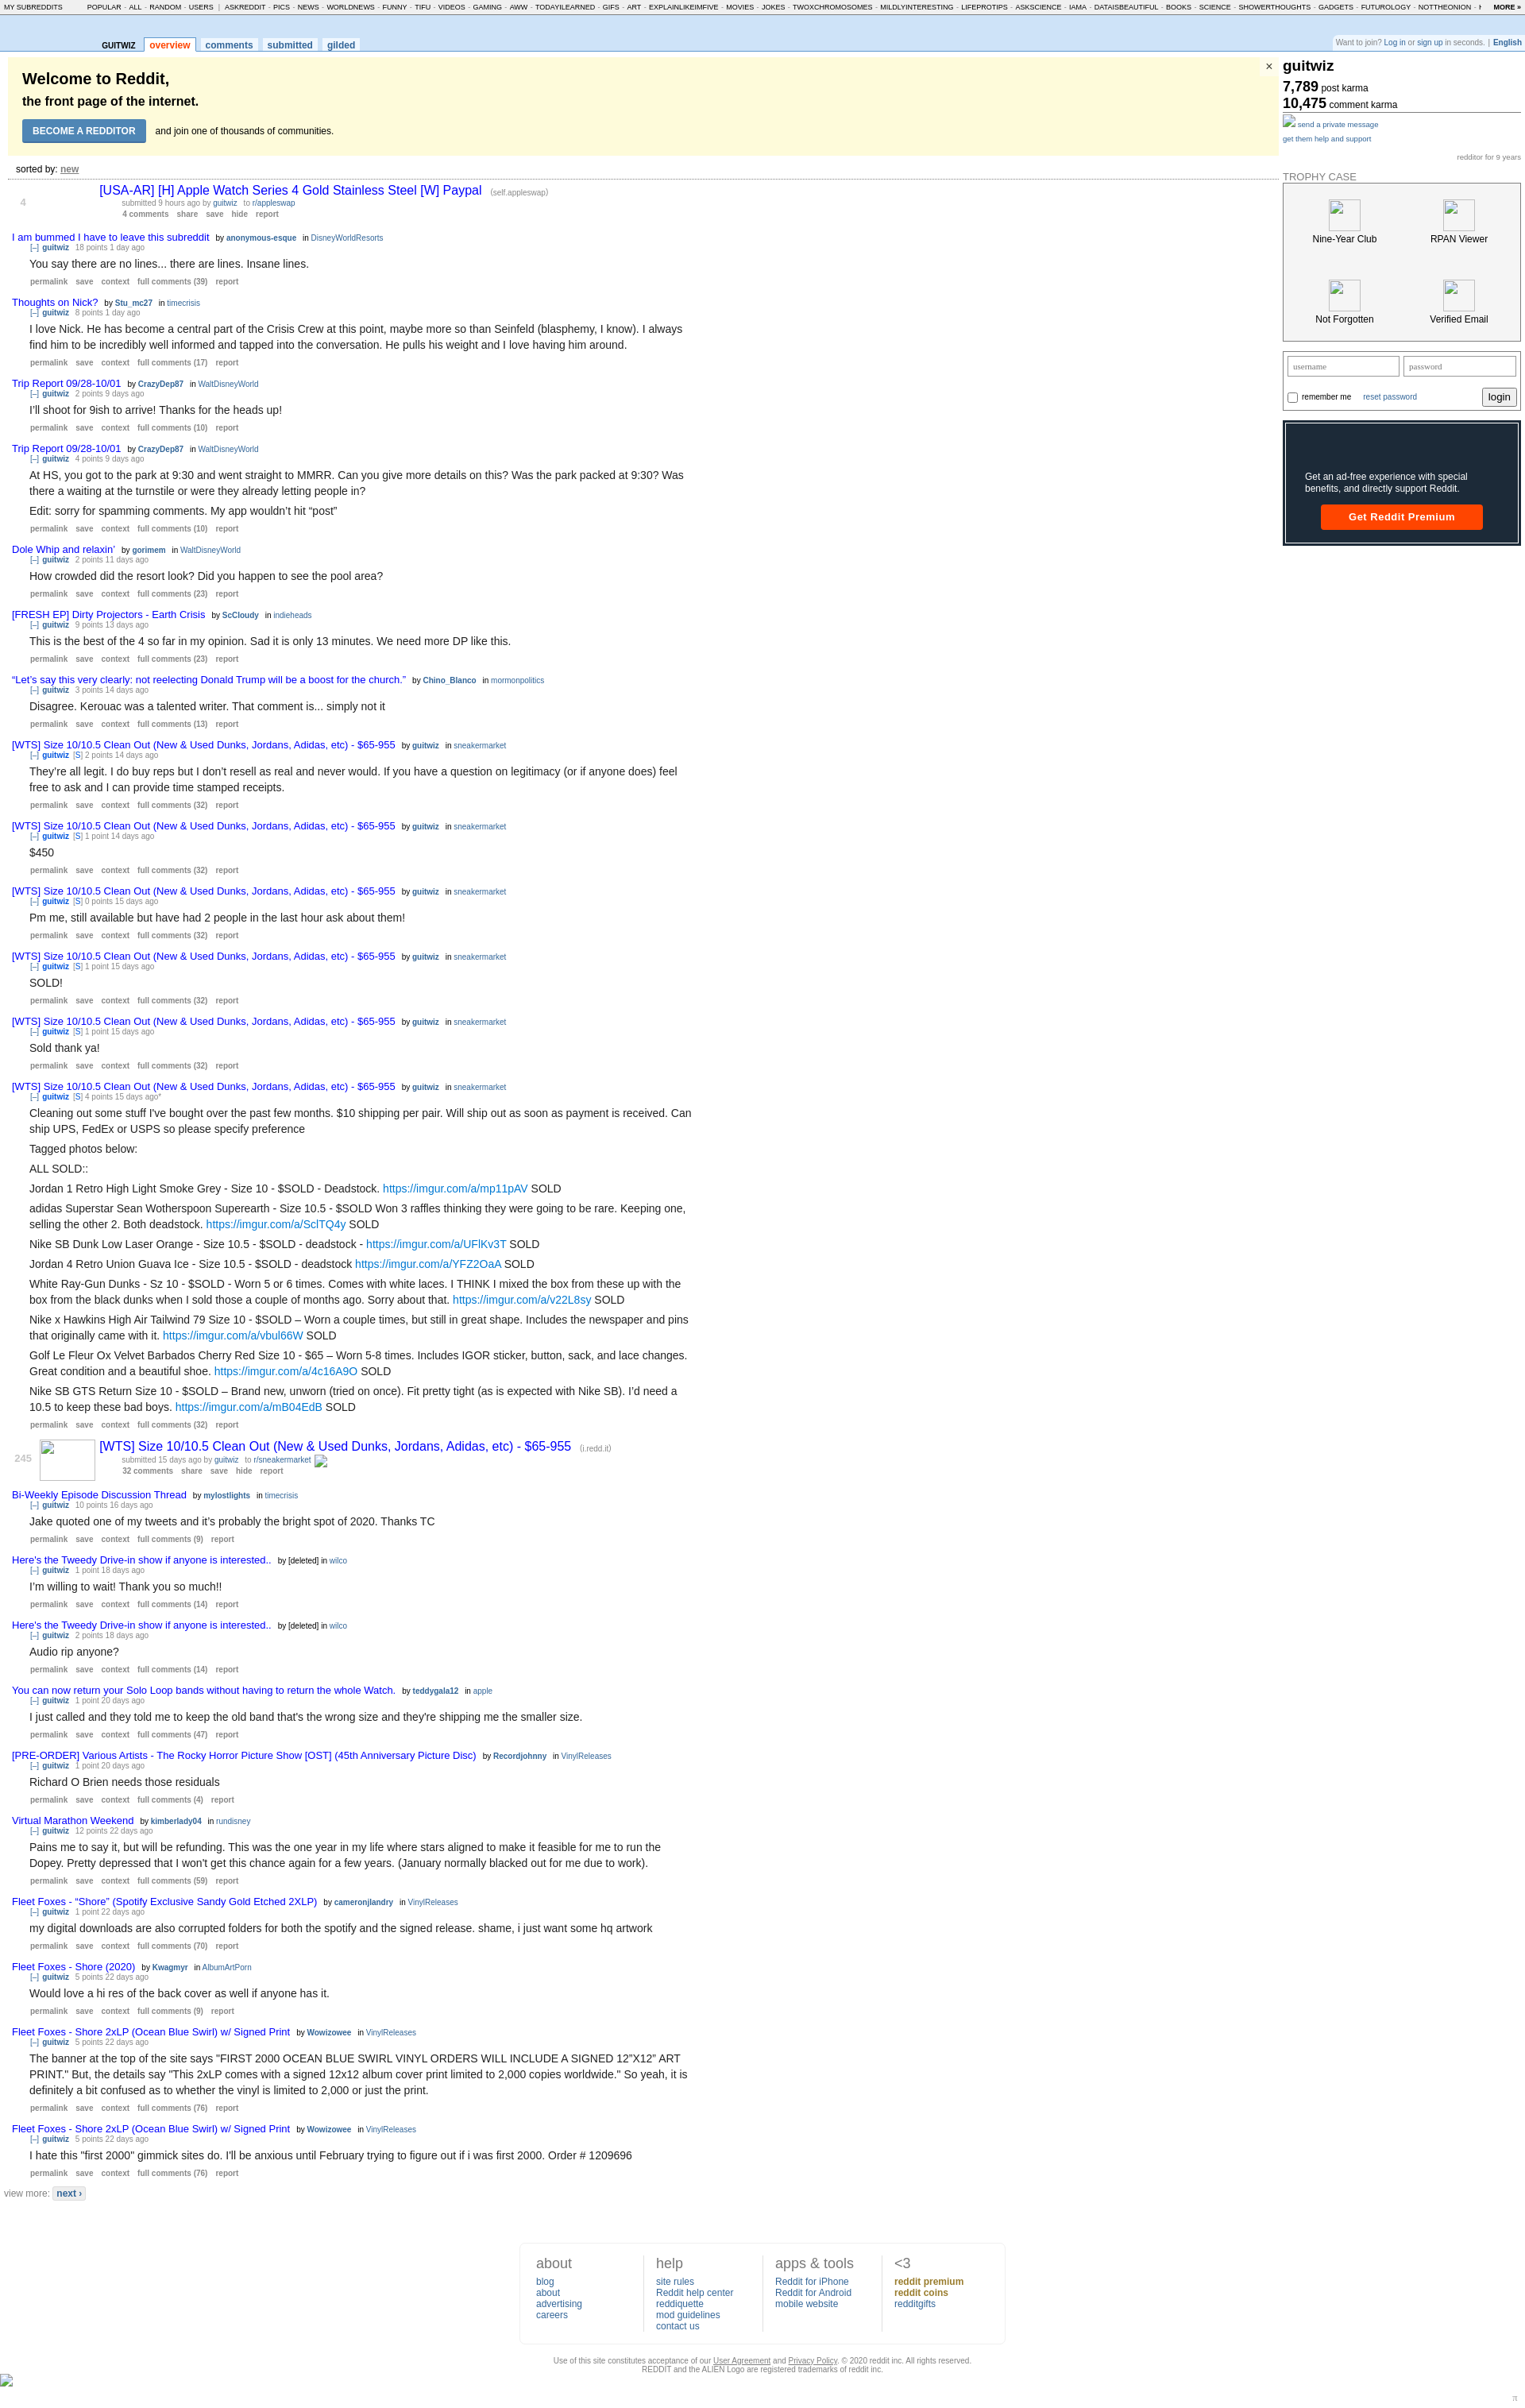 MY SUBREDDITS POPULAR - ALL - RANDOM - USERS | ASKREDDIT - PICS - NEWS - WORLDNEWS - FUNNY - TIFU - VIDEOS - GAMING - AWW - TODAYILEARNED - GIFS - ART - EXPLAINLIKEIMFIVE - MOVIES - JOKES - TWOXCHROMOSOMES - MILDLYINTERESTING - LIFEPROTIPS - ASKSCIENCE - IAMA - DATAISBEAUTIFUL - BOOKS - SCIENCE - SHOWERTHOUGHTS - GADGETS - FUTUROLOGY - NOTTHEONION - MORE »
GUITWIZ overview comments submitted gilded
Want to join? Log in or sign up in seconds. | English
×
Welcome to Reddit,
the front page of the internet.
BECOME A REDDITOR and join one of thousands of communities.
sorted by: new
4
[USA-AR] [H] Apple Watch Series 4 Gold Stainless Steel [W] Paypal (self.appleswap)
submitted 9 hours ago by guitwiz to r/appleswap
4 comments share save hide report
I am bummed I have to leave this subreddit by anonymous-esque in DisneyWorldResorts
[–] guitwiz 18 points 1 day ago
You say there are no lines... there are lines. Insane lines.
permalink save context full comments (39) report
Thoughts on Nick? by Stu_mc27 in timecrisis
[–] guitwiz 8 points 1 day ago
I love Nick. He has become a central part of the Crisis Crew at this point, maybe more so than Seinfeld (blasphemy, I know). I always
find him to be incredibly well informed and tapped into the conversation. He pulls his weight and I love having him around.
permalink save context full comments (17) report
Trip Report 09/28-10/01 by CrazyDep87 in WaltDisneyWorld
[–] guitwiz 2 points 9 days ago
I’ll shoot for 9ish to arrive! Thanks for the heads up!
permalink save context full comments (10) report
Trip Report 09/28-10/01 by CrazyDep87 in WaltDisneyWorld
[–] guitwiz 4 points 9 days ago
At HS, you got to the park at 9:30 and went straight to MMRR. Can you give more details on this? Was the park packed at 9:30? Was
there a waiting at the turnstile or were they already letting people in?
Edit: sorry for spamming comments. My app wouldn’t hit “post”
permalink save context full comments (10) report
Dole Whip and relaxin’ by gorimem in WaltDisneyWorld
[–] guitwiz 2 points 11 days ago
How crowded did the resort look? Did you happen to see the pool area?
permalink save context full comments (23) report
[FRESH EP] Dirty Projectors - Earth Crisis by ScCloudy in indieheads
[–] guitwiz 9 points 13 days ago
This is the best of the 4 so far in my opinion. Sad it is only 13 minutes. We need more DP like this.
permalink save context full comments (23) report
“Let’s say this very clearly: not reelecting Donald Trump will be a boost for the church.” by Chino_Blanco in mormonpolitics
[–] guitwiz 3 points 14 days ago
Disagree. Kerouac was a talented writer. That comment is... simply not it
permalink save context full comments (13) report
[WTS] Size 10/10.5 Clean Out (New & Used Dunks, Jordans, Adidas, etc) - $65-955 by guitwiz in sneakermarket
[–] guitwiz [S] 2 points 14 days ago
They’re all legit. I do buy reps but I don’t resell as real and never would. If you have a question on legitimacy (or if anyone does) feel
free to ask and I can provide time stamped receipts.
permalink save context full comments (32) report
[WTS] Size 10/10.5 Clean Out (New & Used Dunks, Jordans, Adidas, etc) - $65-955 by guitwiz in sneakermarket
[–] guitwiz [S] 1 point 14 days ago
$450
permalink save context full comments (32) report
[WTS] Size 10/10.5 Clean Out (New & Used Dunks, Jordans, Adidas, etc) - $65-955 by guitwiz in sneakermarket
[–] guitwiz [S] 0 points 15 days ago
Pm me, still available but have had 2 people in the last hour ask about them!
permalink save context full comments (32) report
[WTS] Size 10/10.5 Clean Out (New & Used Dunks, Jordans, Adidas, etc) - $65-955 by guitwiz in sneakermarket
[–] guitwiz [S] 1 point 15 days ago
SOLD!
permalink save context full comments (32) report
[WTS] Size 10/10.5 Clean Out (New & Used Dunks, Jordans, Adidas, etc) - $65-955 by guitwiz in sneakermarket
[–] guitwiz [S] 1 point 15 days ago
Sold thank ya!
permalink save context full comments (32) report
[WTS] Size 10/10.5 Clean Out (New & Used Dunks, Jordans, Adidas, etc) - $65-955 by guitwiz in sneakermarket
[–] guitwiz [S] 4 points 15 days ago*
Cleaning out some stuff I've bought over the past few months. $10 shipping per pair. Will ship out as soon as payment is received. Can
ship UPS, FedEx or USPS so please specify preference
Tagged photos below:
ALL SOLD::
Jordan 1 Retro High Light Smoke Grey - Size 10 - $SOLD - Deadstock. https://imgur.com/a/mp11pAV SOLD
adidas Superstar Sean Wotherspoon Superearth - Size 10.5 - $SOLD Won 3 raffles thinking they were going to be rare. Keeping one,
selling the other 2. Both deadstock. https://imgur.com/a/SclTQ4y SOLD
Nike SB Dunk Low Laser Orange - Size 10.5 - $SOLD - deadstock - https://imgur.com/a/UFlKv3T SOLD
Jordan 4 Retro Union Guava Ice - Size 10.5 - $SOLD - deadstock https://imgur.com/a/YFZ2OaA SOLD
White Ray-Gun Dunks - Sz 10 - $SOLD - Worn 5 or 6 times. Comes with white laces. I THINK I mixed the box from these up with the
box from the black dunks when I sold those a couple of months ago. Sorry about that. https://imgur.com/a/v22L8sy SOLD
Nike x Hawkins High Air Tailwind 79 Size 10 - $SOLD – Worn a couple times, but still in great shape. Includes the newspaper and pins
that originally came with it. https://imgur.com/a/vbul66W SOLD
Golf Le Fleur Ox Velvet Barbados Cherry Red Size 10 - $65 – Worn 5-8 times. Includes IGOR sticker, button, sack, and lace changes.
Great condition and a beautiful shoe. https://imgur.com/a/4c16A9O SOLD
Nike SB GTS Return Size 10 - $SOLD – Brand new, unworn (tried on once). Fit pretty tight (as is expected with Nike SB). I’d need a
10.5 to keep these bad boys. https://imgur.com/a/mB04EdB SOLD
permalink save context full comments (32) report
245
[WTS] Size 10/10.5 Clean Out (New & Used Dunks, Jordans, Adidas, etc) - $65-955 (i.redd.it)
submitted 15 days ago by guitwiz to r/sneakermarket
32 comments share save hide report
Bi-Weekly Episode Discussion Thread by mylostlights in timecrisis
[–] guitwiz 10 points 16 days ago
Jake quoted one of my tweets and it’s probably the bright spot of 2020. Thanks TC
permalink save context full comments (9) report
Here's the Tweedy Drive-in show if anyone is interested.. by [deleted] in wilco
[–] guitwiz 1 point 18 days ago
I’m willing to wait! Thank you so much!!
permalink save context full comments (14) report
Here's the Tweedy Drive-in show if anyone is interested.. by [deleted] in wilco
[–] guitwiz 2 points 18 days ago
Audio rip anyone?
permalink save context full comments (14) report
You can now return your Solo Loop bands without having to return the whole Watch. by teddygala12 in apple
[–] guitwiz 1 point 20 days ago
I just called and they told me to keep the old band that's the wrong size and they're shipping me the smaller size.
permalink save context full comments (47) report
[PRE-ORDER] Various Artists - The Rocky Horror Picture Show [OST] (45th Anniversary Picture Disc) by Recordjohnny in VinylReleases
[–] guitwiz 1 point 20 days ago
Richard O Brien needs those residuals
permalink save context full comments (4) report
Virtual Marathon Weekend by kimberlady04 in rundisney
[–] guitwiz 12 points 22 days ago
Pains me to say it, but will be refunding. This was the one year in my life where stars aligned to make it feasible for me to run the
Dopey. Pretty depressed that I won't get this chance again for a few years. (January normally blacked out for me due to work).
permalink save context full comments (59) report
Fleet Foxes - “Shore” (Spotify Exclusive Sandy Gold Etched 2XLP) by cameronjlandry in VinylReleases
[–] guitwiz 1 point 22 days ago
my digital downloads are also corrupted folders for both the spotify and the signed release. shame, i just want some hq artwork
permalink save context full comments (70) report
Fleet Foxes - Shore (2020) by Kwagmyr in AlbumArtPorn
[–] guitwiz 5 points 22 days ago
Would love a hi res of the back cover as well if anyone has it.
permalink save context full comments (9) report
Fleet Foxes - Shore 2xLP (Ocean Blue Swirl) w/ Signed Print by Wowizowee in VinylReleases
[–] guitwiz 5 points 22 days ago
The banner at the top of the site says "FIRST 2000 OCEAN BLUE SWIRL VINYL ORDERS WILL INCLUDE A SIGNED 12”X12” ART
PRINT." But, the details say "This 2xLP comes with a signed 12x12 album cover print limited to 2,000 copies worldwide." So yeah, it is
definitely a bit confused as to whether the vinyl is limited to 2,000 or just the print.
permalink save context full comments (76) report
Fleet Foxes - Shore 2xLP (Ocean Blue Swirl) w/ Signed Print by Wowizowee in VinylReleases
[–] guitwiz 5 points 22 days ago
I hate this "first 2000" gimmick sites do. I'll be anxious until February trying to figure out if i was first 2000. Order # 1209696
permalink save context full comments (76) report
view more: next ›
guitwiz
7,789 post karma
10,475 comment karma
send a private message
get them help and support
redditor for 9 years
TROPHY CASE
Nine-Year Club RPAN Viewer
Not Forgotten Verified Email
username password
remember me reset password login
Get an ad-free experience with special
benefits, and directly support Reddit.
Get Reddit Premium
about
blog
about
advertising
careers
help
site rules
Reddit help center
reddiquette
mod guidelines
contact us
apps & tools
Reddit for iPhone
Reddit for Android
mobile website
<3
reddit premium
reddit coins
redditgifts
Use of this site constitutes acceptance of our User Agreement and Privacy Policy. © 2020 reddit inc. All rights reserved.
REDDIT and the ALIEN Logo are registered trademarks of reddit inc.
π